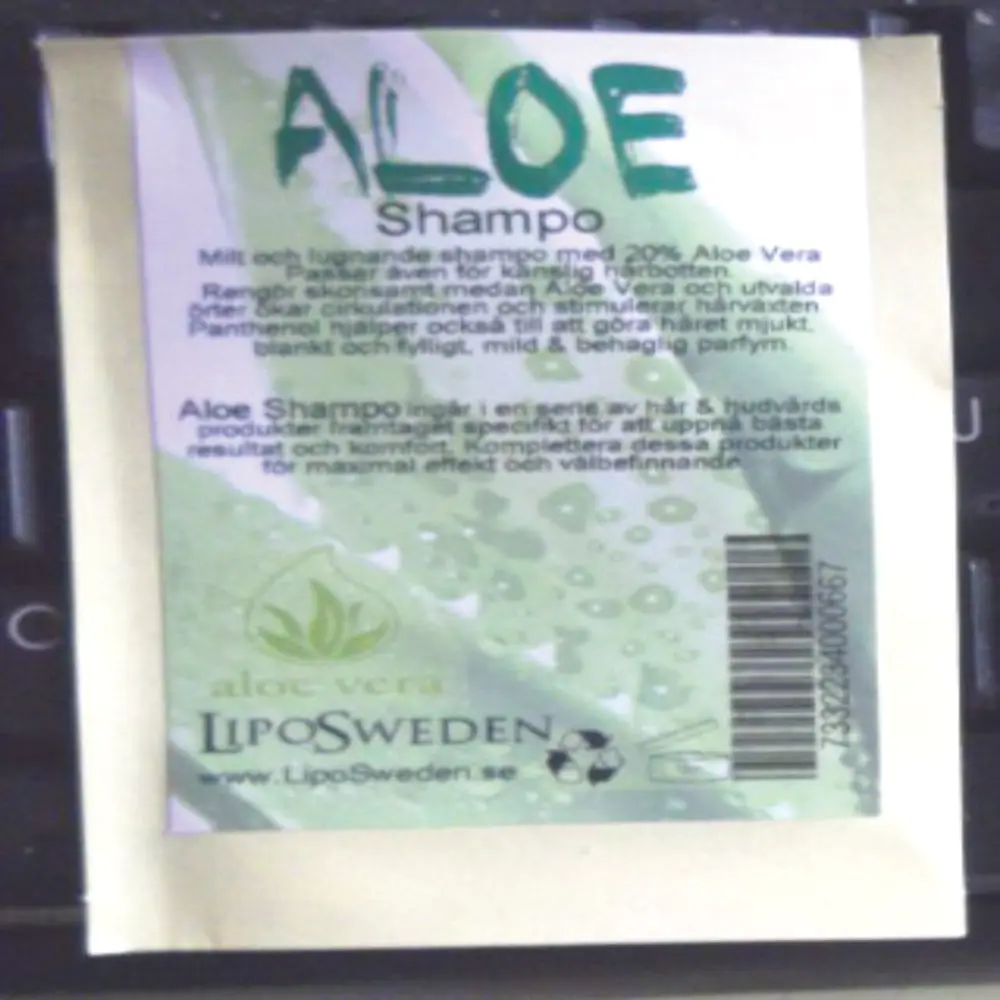 ALOE
Shampo
Milt och lugnande shampo med 20% Aloe Vera
Passar även för känslig hårbotten.
Rengör skonsamt medan Aloe Vera och utvalda
örter ökar cirkulationen och stimulerar hårväxten
Panthenol hjälper också till att göra håret mjukt,
blankt och fylligt, mild & behaglig parfym.
Aloe Shampo ingår i en serie av hår & hudvårds
produkter framtaget specifikt för att uppnå bästa
resultat och komfort. Komplettera dessa produkter
för maximal effekt och välbefinnande.
aloe vera
LIPOSWEDEN
www.LipoSweden.se
7332234000667
C
U